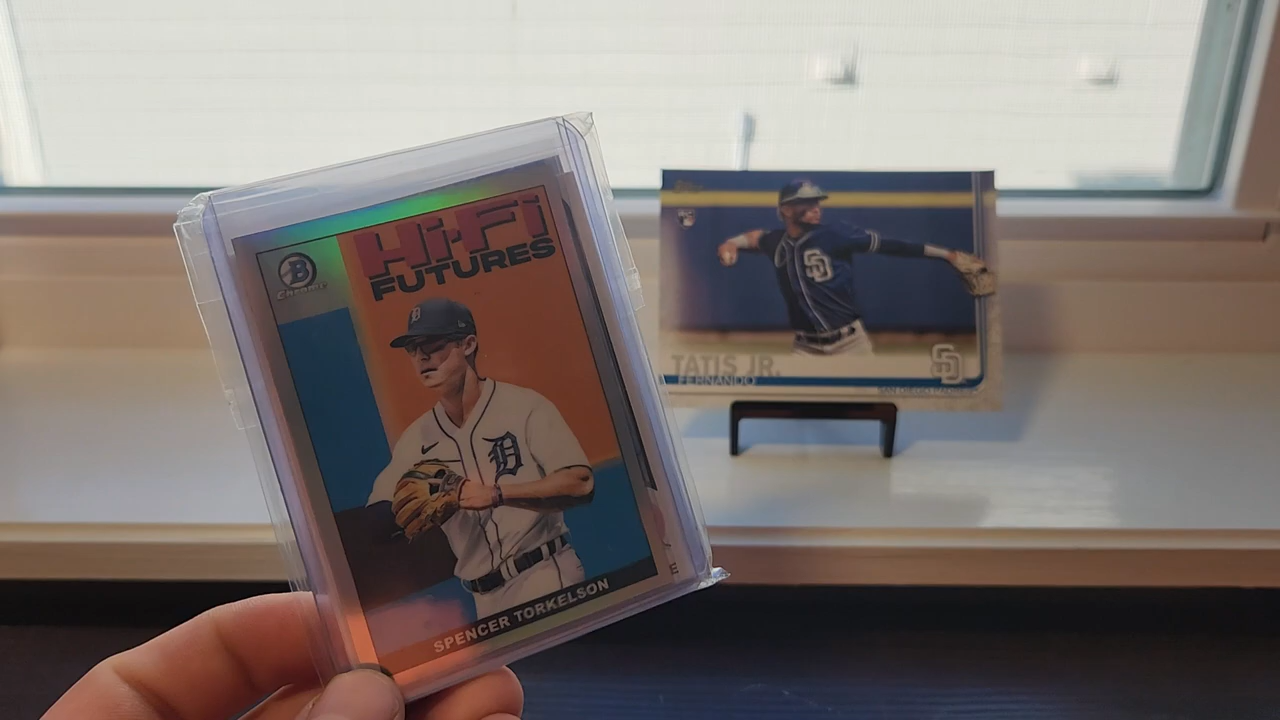 B
Chrome
Hi-Fi
FUTURES
B
D
SPENCER TORKELSON
E
Topps
RC
SD
TATIS JR.
FERNANDO
SD
SAN DIEGO PADRES